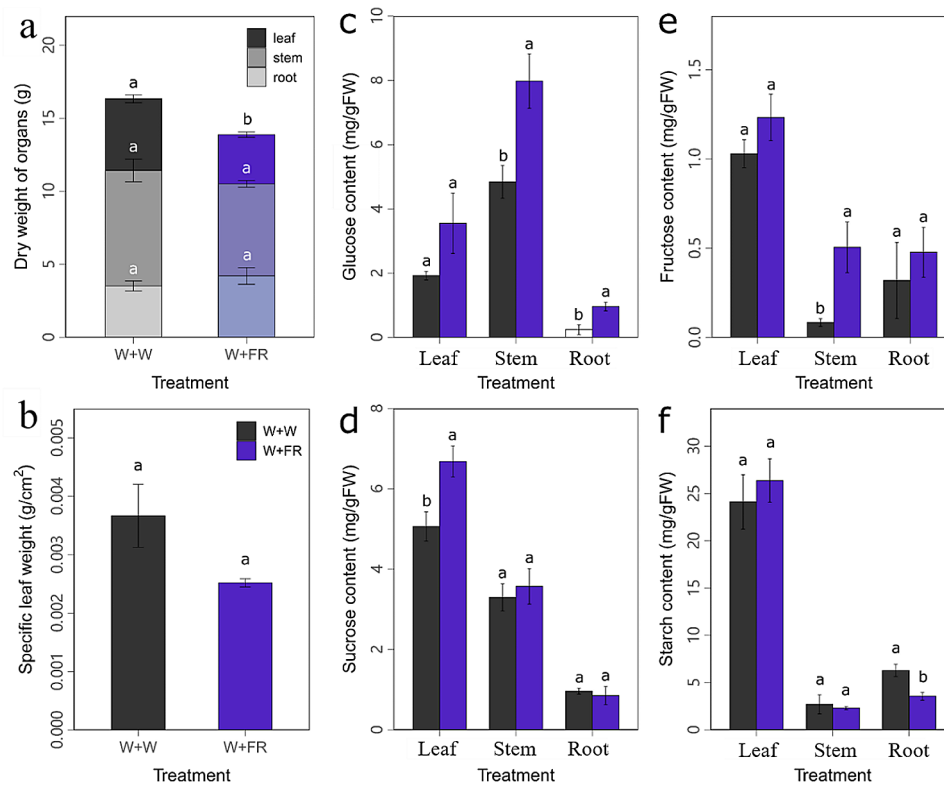 a
Dry weight of organs (g)
0 5 10 15 20
leaf
stem
root
a
a
a
b
a
a
W+W W+FR
Treatment
b
Specific leaf weight (g/cm²)
0.000 0.001 0.002 0.003 0.004 0.005
W+W
W+FR
a
a
W+W W+FR
Treatment
c
Glucose content (mg/gFW)
0 2 4 6 8 10
a a b a b a
Leaf Stem Root
Treatment
d
Sucrose content (mg/gFW)
0 2 4 6 8
b a a a a a
Leaf Stem Root
Treatment
e
Fructose content (mg/gFW)
0.0 0.5 1.0 1.5
a a b a a a
Leaf Stem Root
Treatment
f
Starch content (mg/gFW)
0 5 10 15 20 25 30
a a a a a b
Leaf Stem Root
Treatment